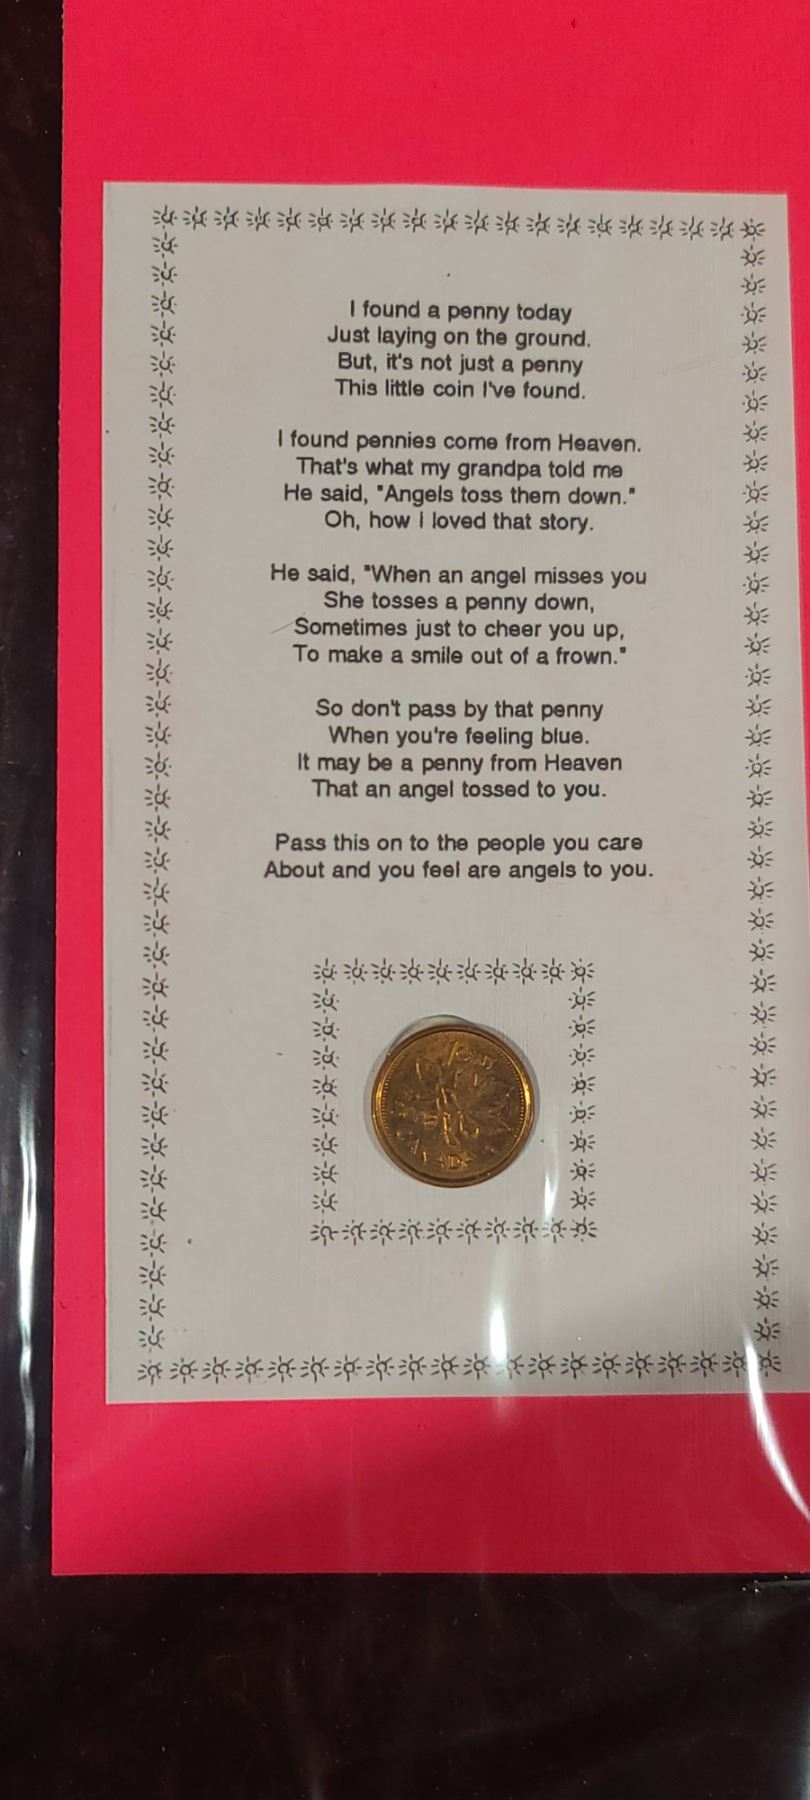 I found a penny today
Just laying on the ground.
But, it's not just a penny
This little coin I've found.
I found pennies come from Heaven.
That's what my grandpa told me
He said, "Angels toss them down."
Oh, how I loved that story.
He said, "When an angel misses you
She tosses a penny down,
Sometimes just to cheer you up,
To make a smile out of a frown."
So don't pass by that penny
When you're feeling blue.
It may be a penny from Heaven
That an angel tossed to you.
Pass this on to the people you care
About and you feel are angels to you.
CANADA